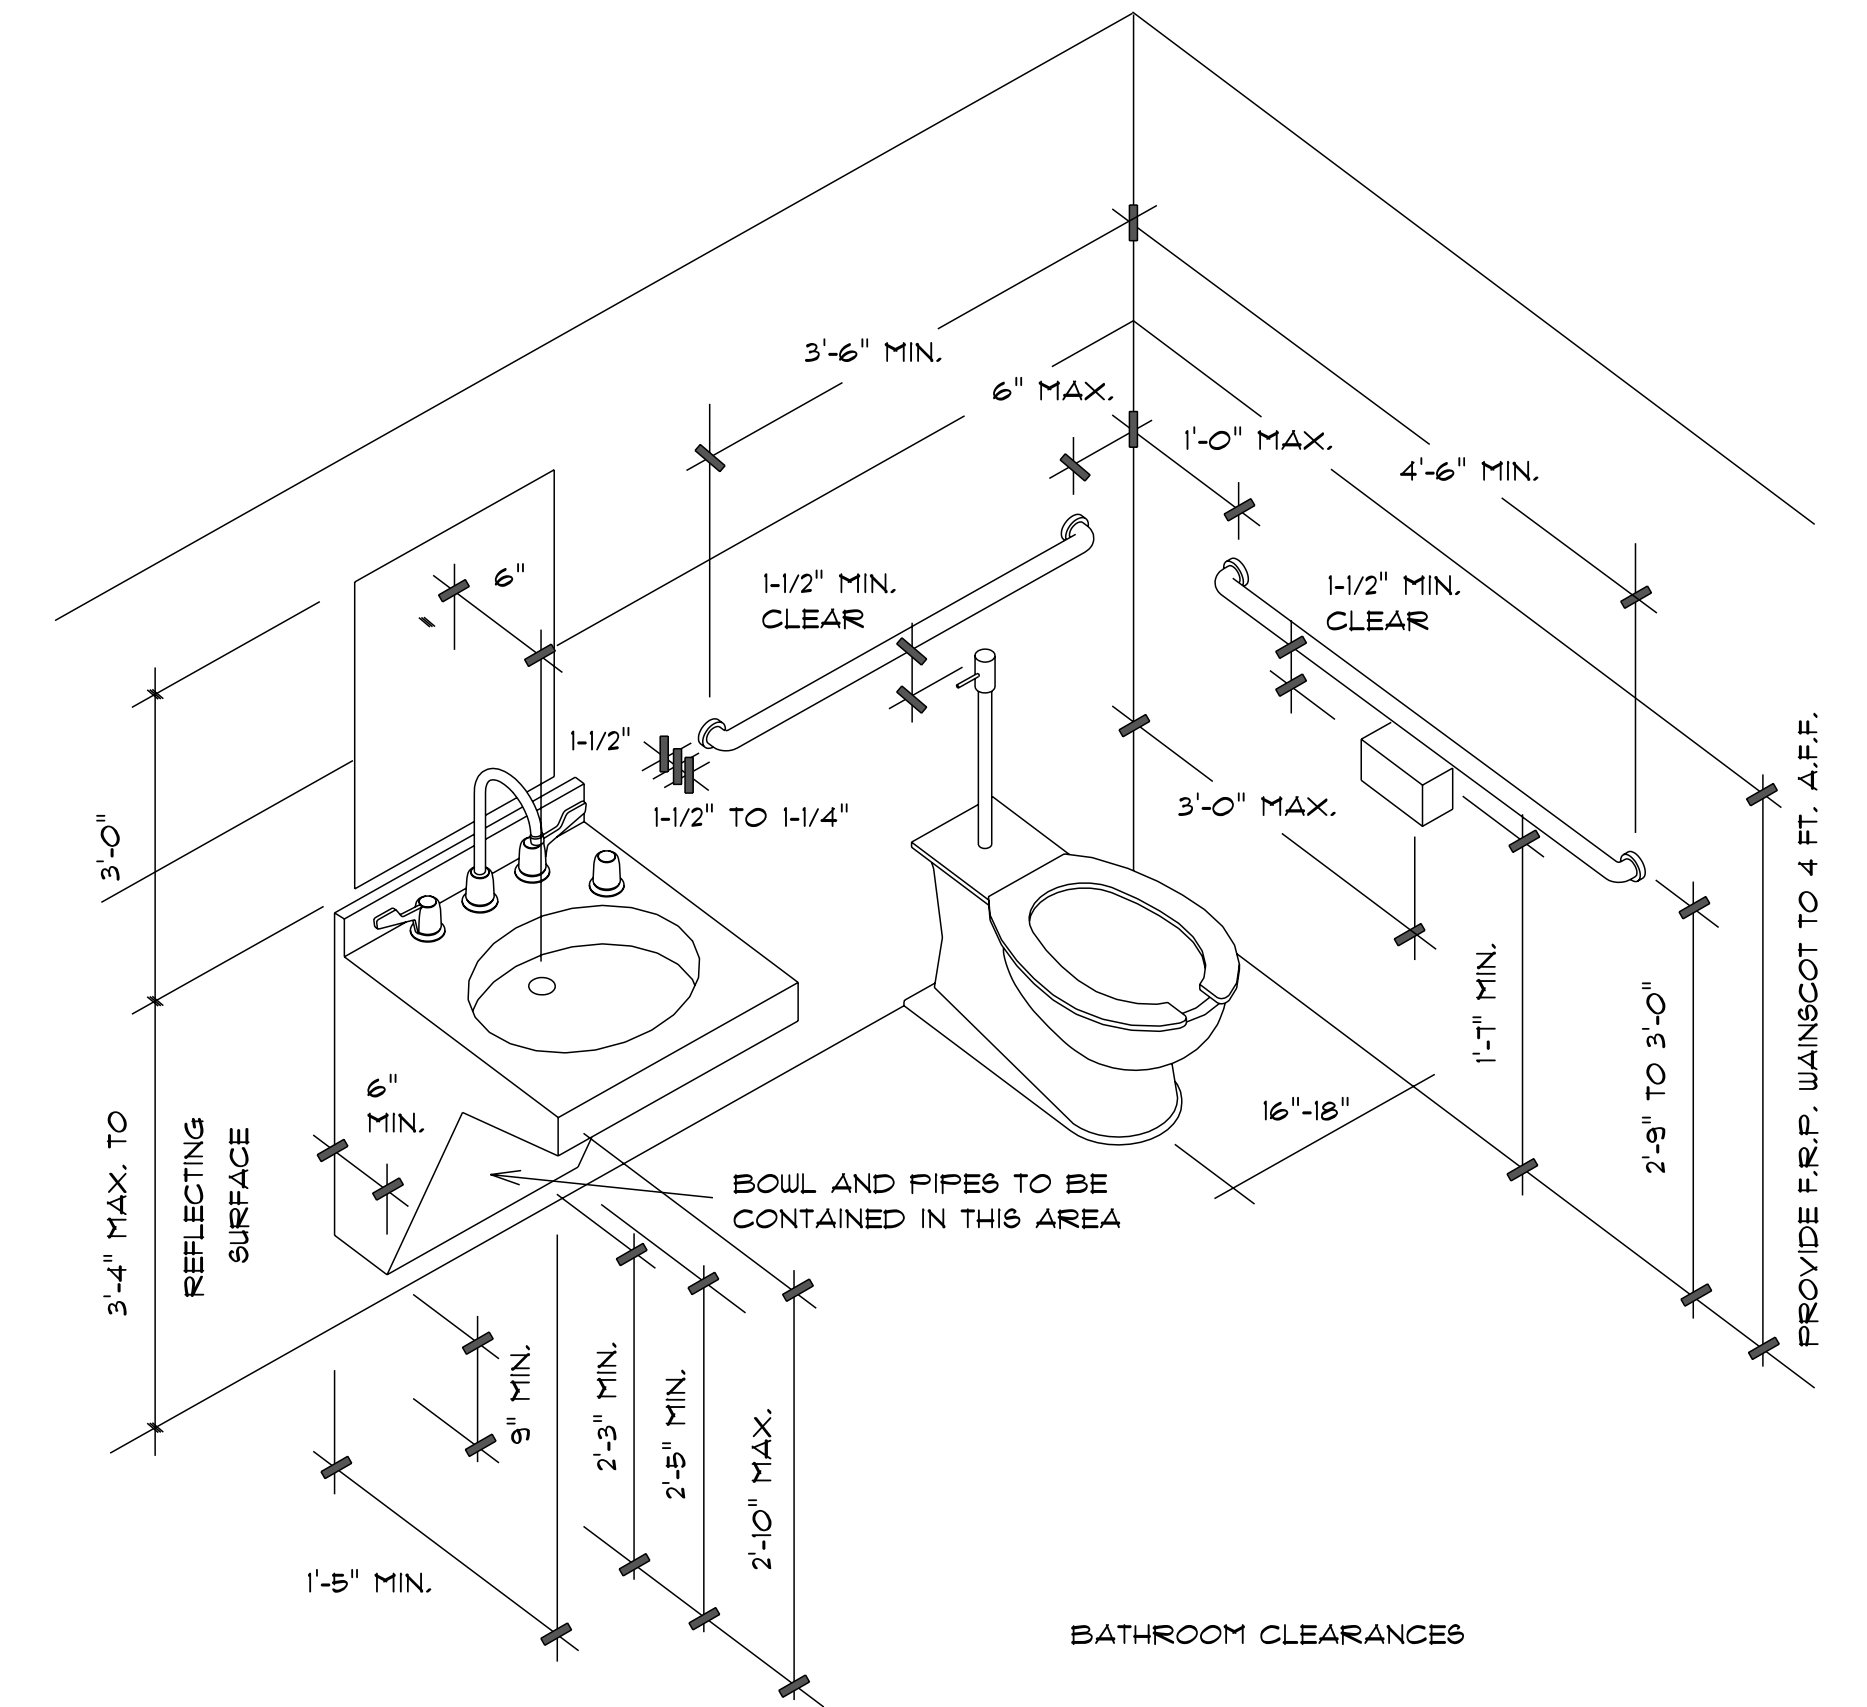 3'-6" MIN.
6" MAX.
1'-0" MAX.
4'-6" MIN.
6"
1-1/2" MIN.
CLEAR
1-1/2" MIN.
CLEAR
1-1/2"
1-1/2" TO 1-1/4"
3'-0" MAX.
3'-0"
3'-4" MAX. TO
REFLECTING
SURFACE
6"
MIN.
16"-18"
1'-7" MIN.
2'-9" TO 3'-0"
PROVIDE F.R.P. WAINSCOT TO 4 FT. A.F.F.
BOWL AND PIPES TO BE
CONTAINED IN THIS AREA
9" MIN.
2'-3" MIN.
2'-5" MIN.
2'-10" MAX.
1'-5" MIN.
BATHROOM CLEARANCES